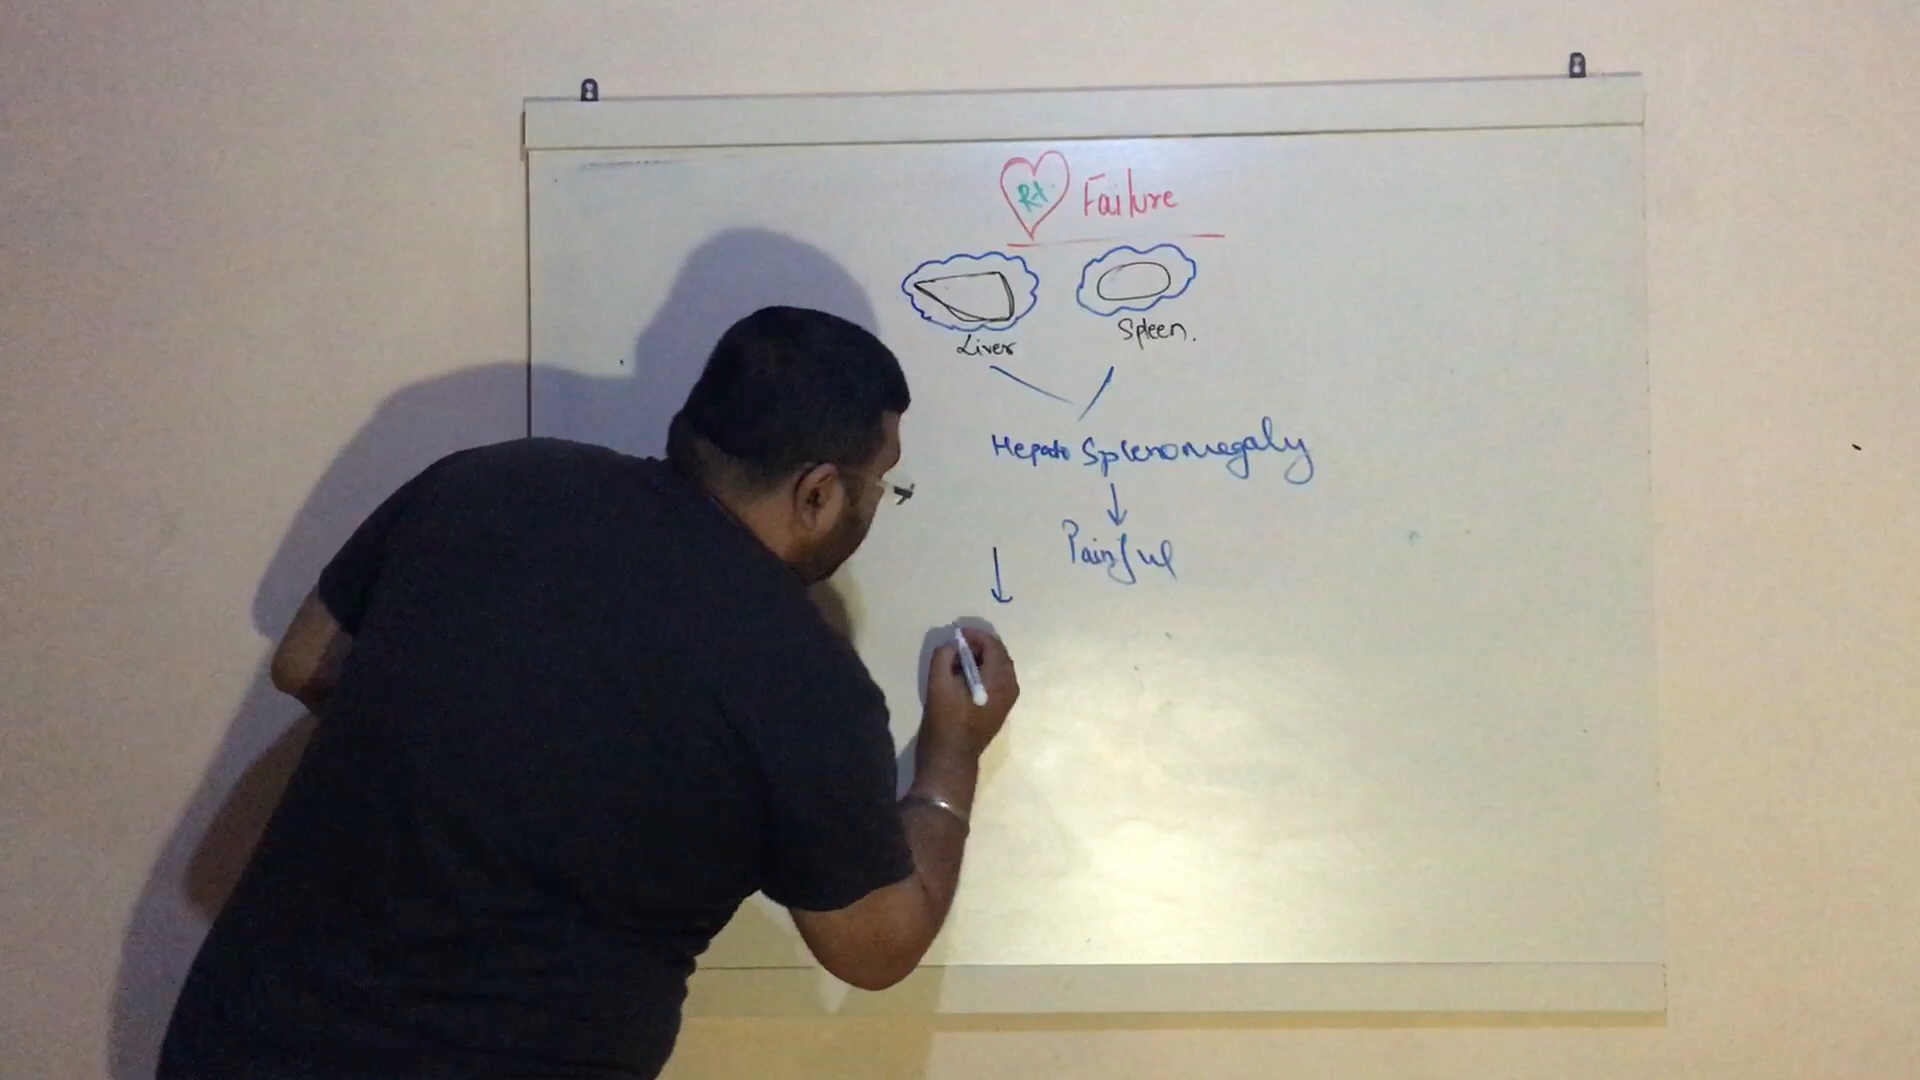 Rt Failure
Liver
Spleen.
Hepato Splenomegaly
Painful